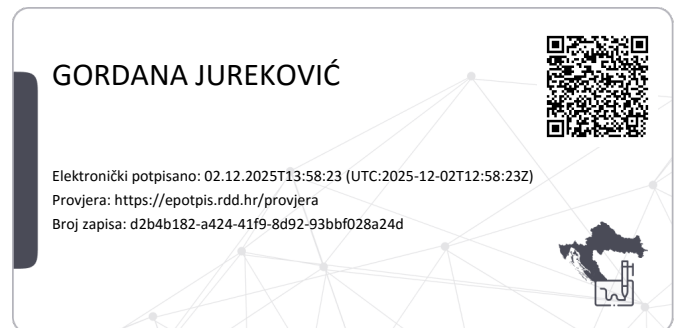 GORDANA JUREKOVIĆ
Elektronički potpisano: 02.12.2025T13:58:23 (UTC:2025-12-02T12:58:23Z)
Provjera: https://epotpis.rdd.hr/provjera
Broj zapisa: d2b4b182-a424-41f9-8d92-93bbf028a24d